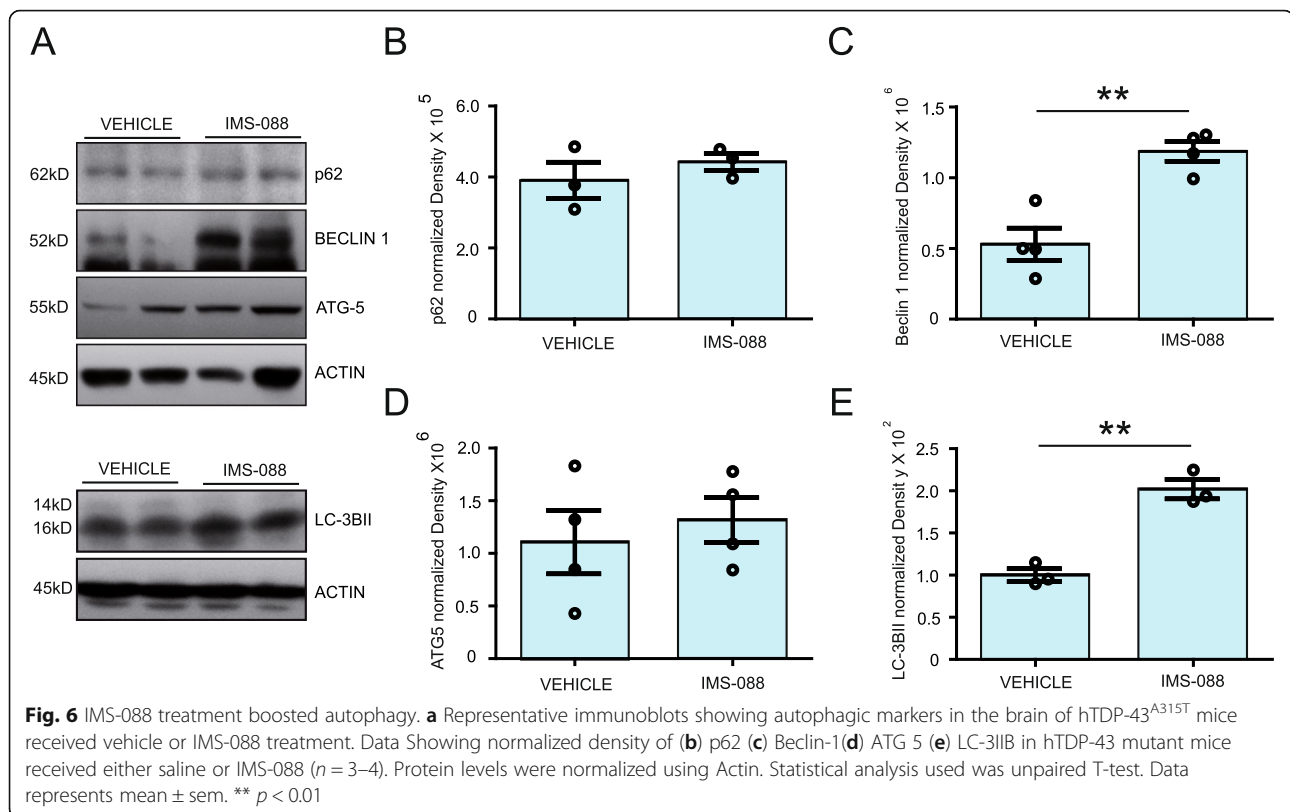 A
VEHICLE IMS-088
62kD p62
52kD BECLIN 1
55kD ATG-5
45kD ACTIN
VEHICLE IMS-088
14kD
16kD LC-3BII
45kD ACTIN
B
p62 normalized Density X 10 5
6.0
4.0
2.0
0
VEHICLE IMS-088
C
Beclin 1 normalized Density X 10 6
**
1.5
1.0
0.5
0
VEHICLE IMS-088
D
ATG5 normalized Density X10 6
2.0
1.5
1.0
0.5
0
VEHICLE IMS-088
E
LC-3BII normalized Densit y X 10 2
**
2.5
2.0
1.0
0.5
0
VEHICLE IMS-088
Fig. 6 IMS-088 treatment boosted autophagy. a Representative immunoblots showing autophagic markers in the brain of hTDP-43A315T mice
received vehicle or IMS-088 treatment. Data Showing normalized density of (b) p62 (c) Beclin-1(d) ATG 5 (e) LC-3IIB in hTDP-43 mutant mice
received either saline or IMS-088 (n = 3–4). Protein levels were normalized using Actin. Statistical analysis used was unpaired T-test. Data
represents mean ± sem. ** p < 0.01